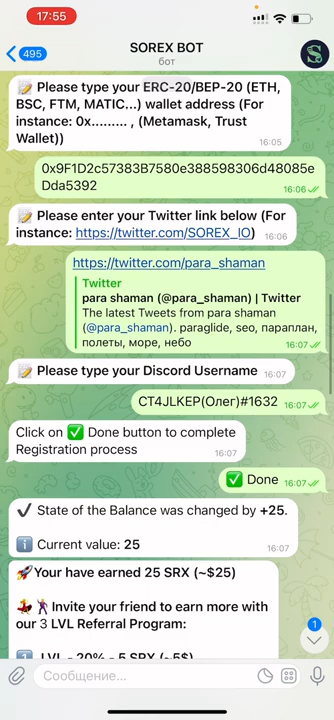 17:55
495
SOREX BOT
бот
📝 Please type your ERC-20/BEP-20 (ETH,
BSC, FTM, MATIC...) wallet address (For
instance: 0x......... , (Metamask, Trust
Wallet))
16:05
0x9F1D2c57383B7580e388598306d48085e
Dda5392
16:06
📝 Please enter your Twitter link below (For
instance: https://twitter.com/SOREX_IO)
16:06
https://twitter.com/para_shaman
Twitter
para shaman (@para_shaman) | Twitter
The latest Tweets from para shaman
(@para_shaman). paraglide, seo, параплан,
полеты, море, небо
16:07
📝 Please type your Discord Username
16:07
CT4JLKEP(Олег)#1632
16:07
Click on ✅ Done button to complete
Registration process
16:07
✅ Done
16:07
✔️ State of the Balance was changed by +25.
ℹ️ Current value: 25
16:07
🚀Your have earned 25 SRX (~$25)
💃🕺Invite your friend to earn more with
our 3 LVL Referral Program:
1️⃣ LVL - 20% - 5 SRX (~5$)
1
Сообщение...